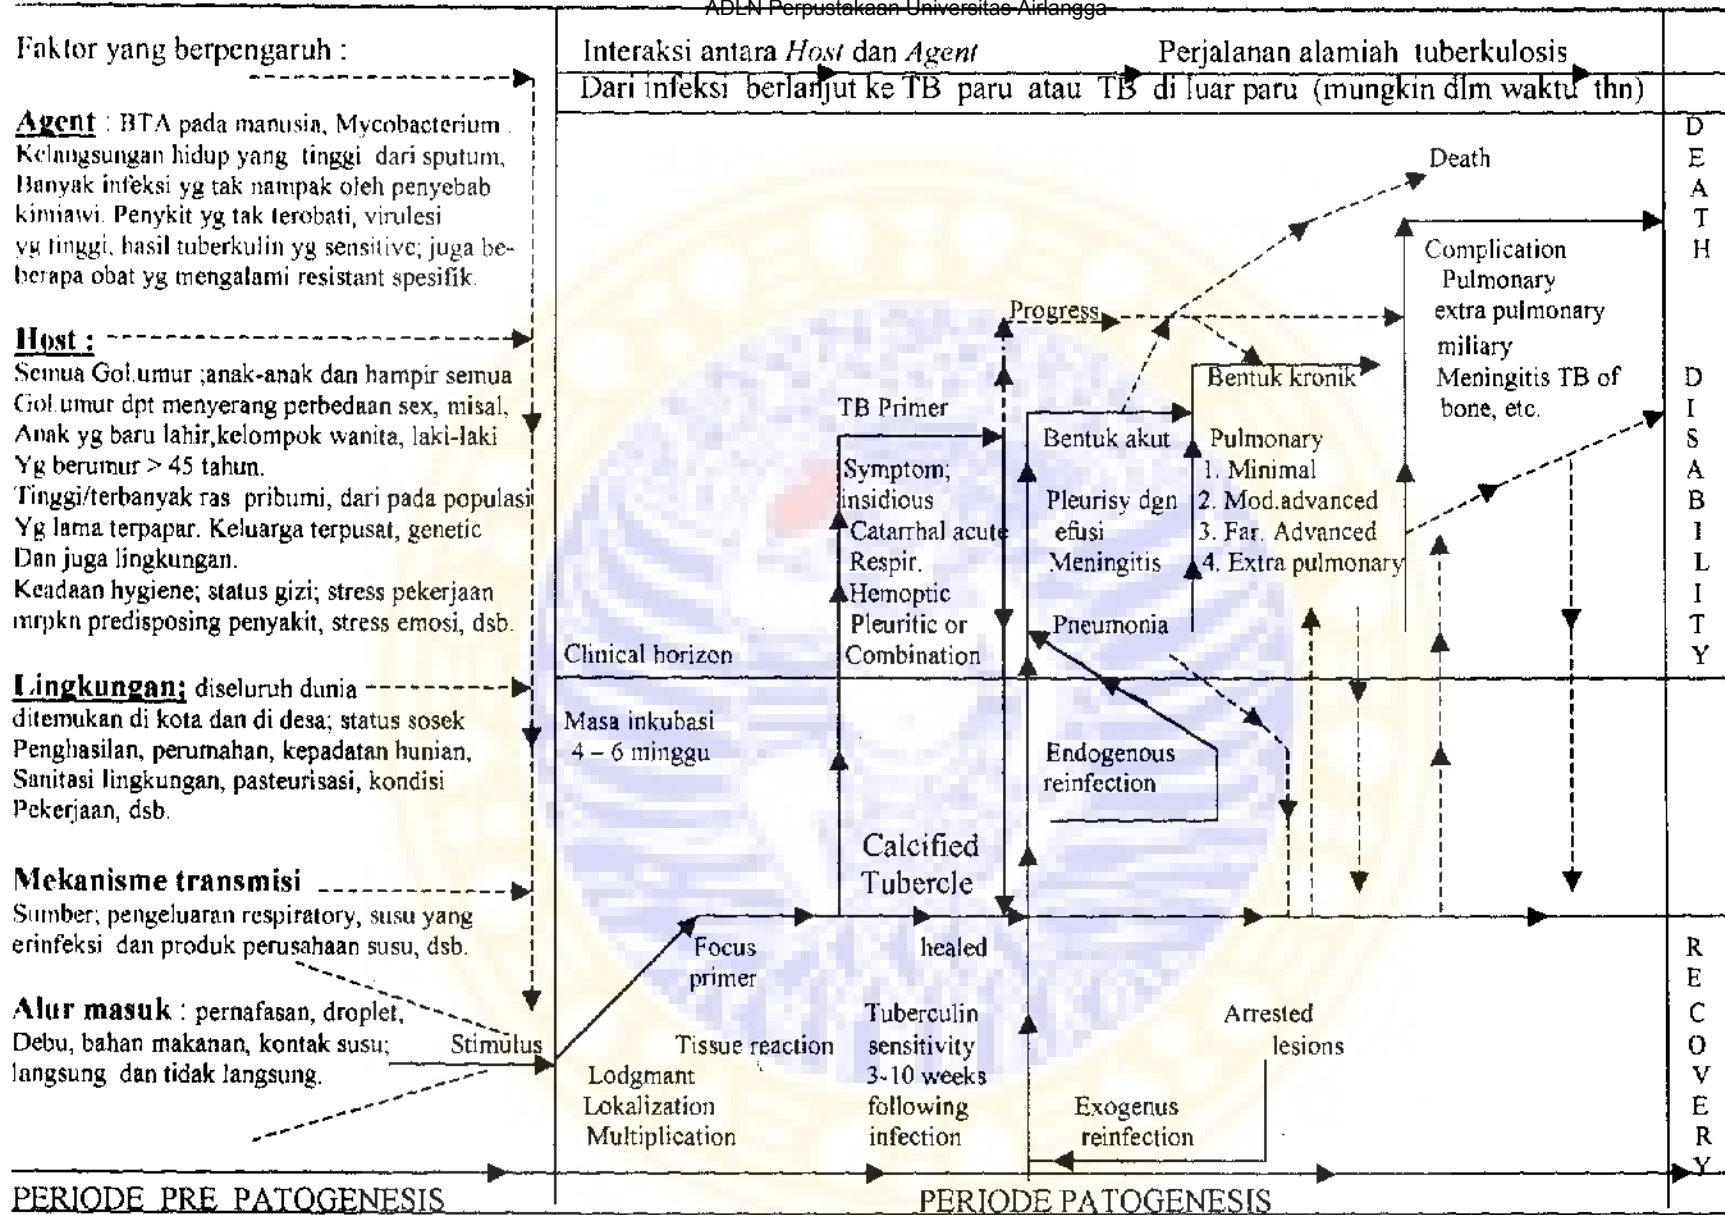 ADLN Perpustakaan Universitas Airlangga
Faktor yang berpengaruh :
Agent : BTA pada manusia, Mycobacterium .
Kelangsungan hidup yang tinggi dari sputum,
Banyak infeksi yg tak nampak oleh penyebab
kimiawi. Penykit yg tak terobati, virulesi
yg tinggi, hasil tuberkulin yg sensitive; juga be-
berapa obat yg mengalami resistant spesifik.
Host :
Semua Gol.umur ;anak-anak dan hampir semua
Gol.umur dpt menyerang perbedaan sex, misal,
Anak yg baru lahir,kelompok wanita, laki-laki
Yg berumur > 45 tahun.
Tinggi/terbanyak ras pribumi, dari pada populasi
Yg lama terpapar. Keluarga terpusat, genetic
Dan juga lingkungan.
Keadaan hygiene; status gizi; stress pekerjaan
mrpkn predisposing penyakit, stress emosi, dsb.
Lingkungan; diseluruh dunia
ditemukan di kota dan di desa; status sosek
Penghasilan, perumahan, kepadatan hunian,
Sanitasi lingkungan, pasteurisasi, kondisi
Pekerjaan, dsb.
Mekanisme transmisi
Sumber; pengeluaran respiratory, susu yang
erinfeksi dan produk perusahaan susu, dsb.
Alur masuk : pernafasan, droplet,
Debu, bahan makanan, kontak susu;
langsung dan tidak langsung.
Stimulus
PERIODE PRE PATOGENESIS
Interaksi antara Host dan Agent
Perjalanan alamiah tuberkulosis
Dari infeksi berlanjut ke TB paru atau TB di luar paru (mungkin dlm waktu thn)
Death
Complication
Pulmonary
extra pulmonary
miliary
Meningitis TB of
bone, etc.
Progress
Bentuk kronik
TB Primer
Symptom;
insidious
Catarrhal acute
Respir.
Hemoptic
Pleuritic or
Combination
Bentuk akut
Pleurisy dgn
efusi
Meningitis
Pneumonia
Pulmonary
1. Minimal
2. Mod.advanced
3. Far. Advanced
4. Extra pulmonary
Clinical horizon
Masa inkubasi
4 – 6 minggu
Endogenous
reinfection
Calcified
Tubercle
Focus
primer
healed
Tissue reaction
Lodgmant
Lokalization
Multiplication
Tuberculin
sensitivity
3-10 weeks
following
infection
Arrested
lesions
Exogenus
reinfection
PERIODE PATOGENESIS
DEATH
DISABILITY
RECOVERY